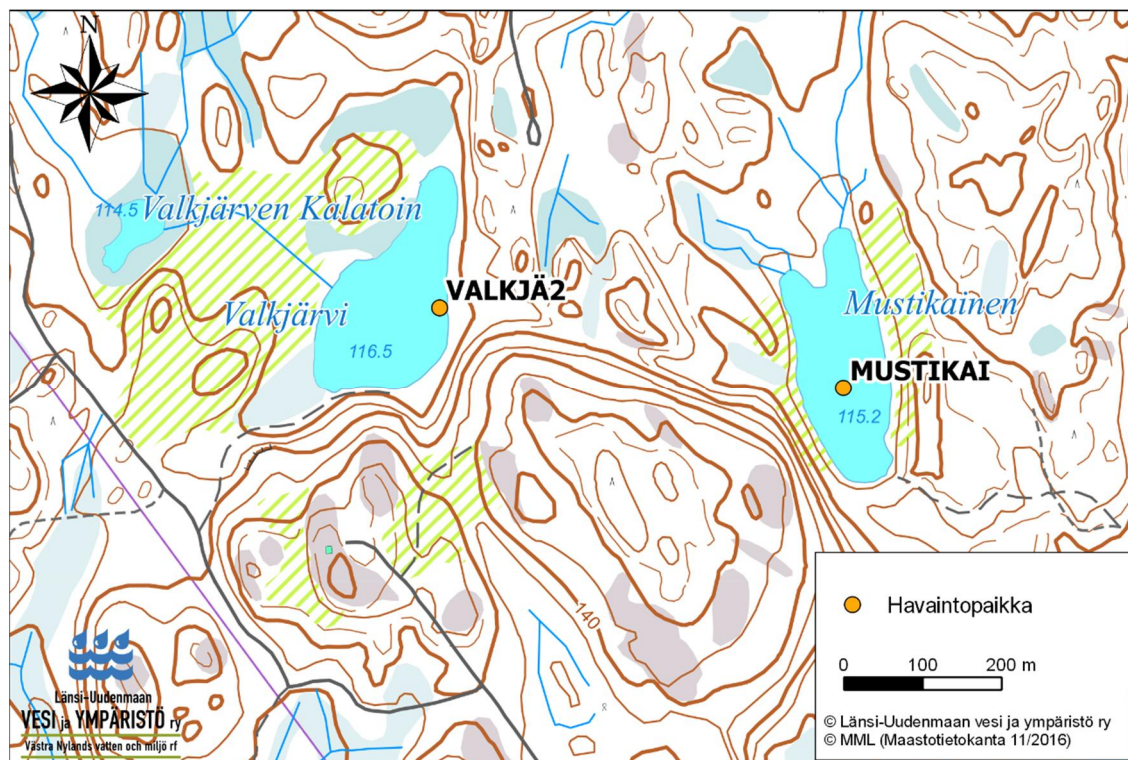 N
114.5
Valkjärven Kalatoin
VALKJÄ2
Valkjärvi
Mustikainen
116.5
MUSTIKAI
115.2
140
Havaintopaikka
0 100 200 m
Länsi-Uudenmaan
VESI ja YMPÄRISTÖ ry
Västra Nylands vatten och miljö rf
© Länsi-Uudenmaan vesi ja ympäristö ry
© MML (Maastotietokanta 11/2016)